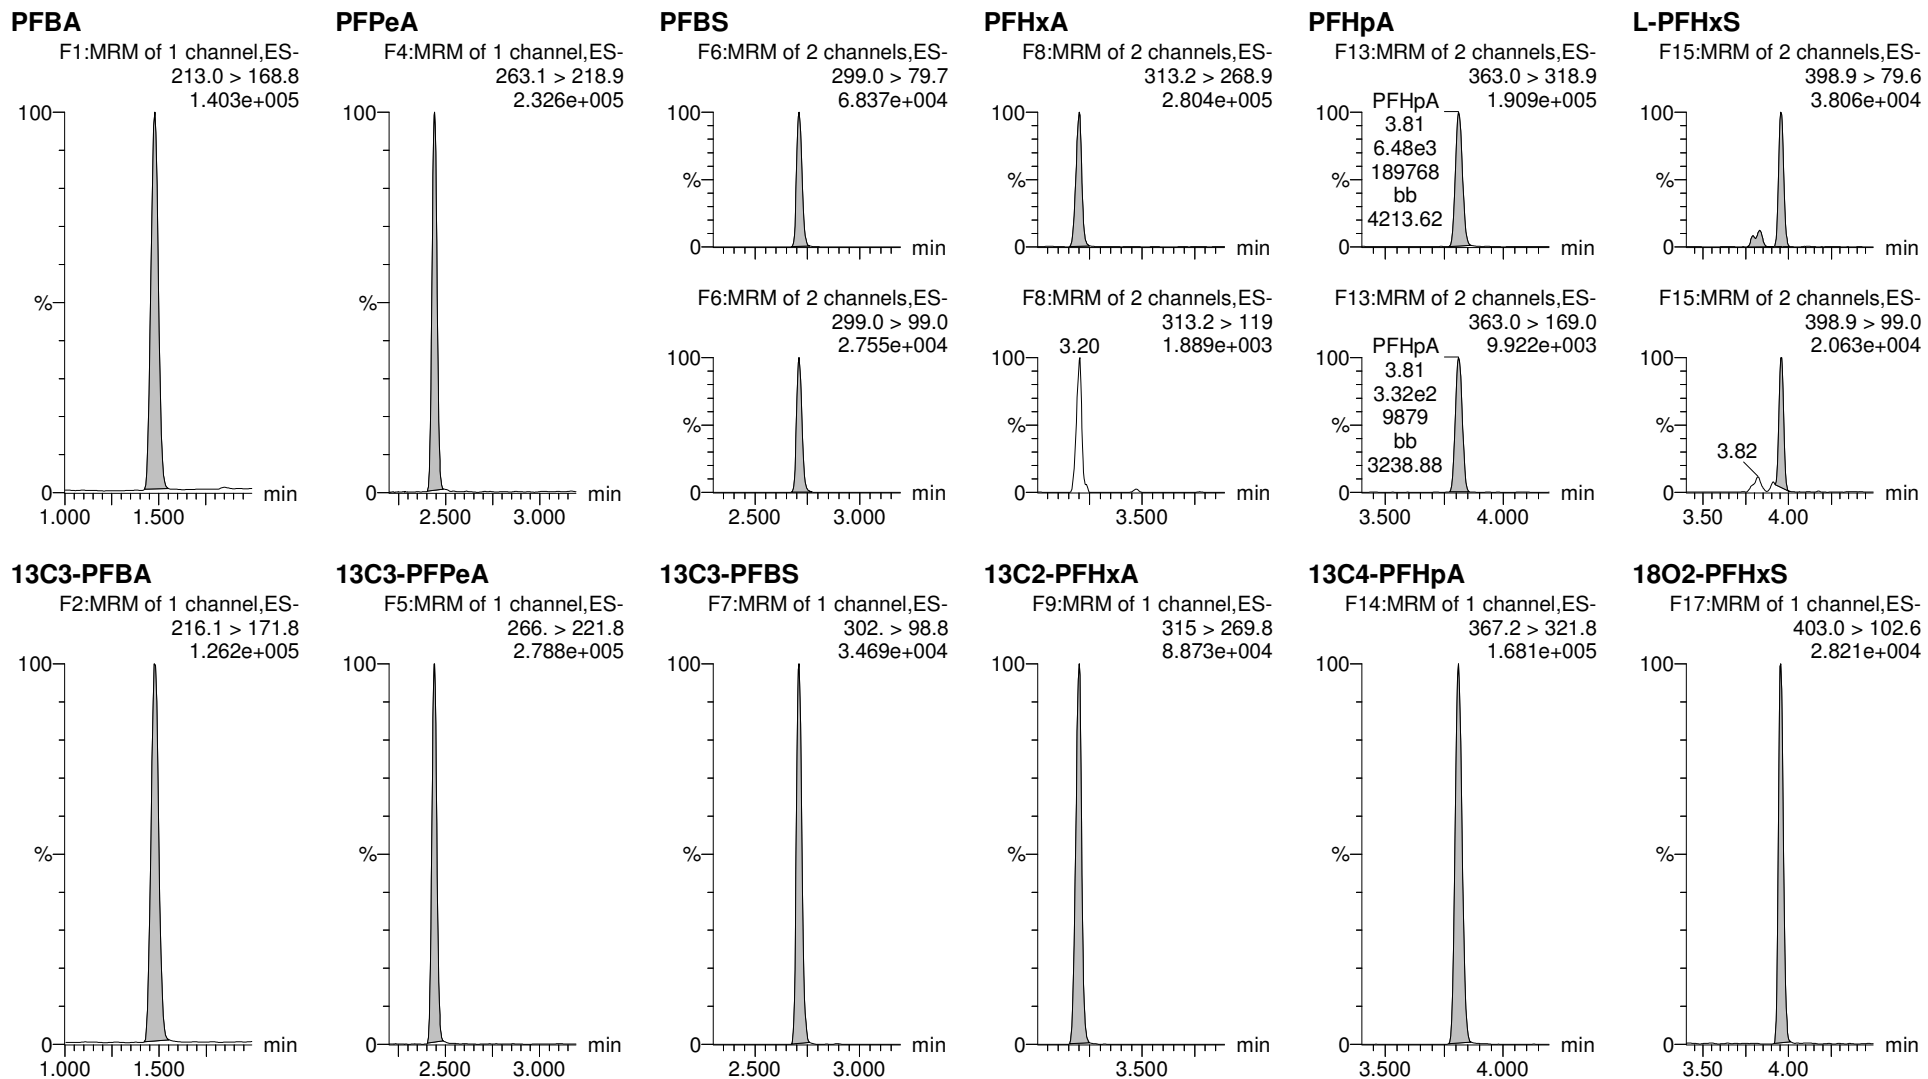 PFBA
F1:MRM of 1 channel,ES-
213.0 > 168.8
1.403e+005
100
%
0
min
1.000
1.500
PFPeA
F4:MRM of 1 channel,ES-
263.1 > 218.9
2.326e+005
100
%
0
min
2.500
3.000
PFBS
F6:MRM of 2 channels,ES-
299.0 > 79.7
6.837e+004
100
%
0
min
F6:MRM of 2 channels,ES-
299.0 > 99.0
2.755e+004
100
%
0
min
2.500
3.000
PFHxA
F8:MRM of 2 channels,ES-
313.2 > 268.9
2.804e+005
100
%
0
min
F8:MRM of 2 channels,ES-
313.2 > 119
1.889e+003
3.20
100
%
0
min
3.500
PFHpA
F13:MRM of 2 channels,ES-
363.0 > 318.9
1.909e+005
PFHpA
3.81
6.48e3
189768
bb
4213.62
100
%
0
min
F13:MRM of 2 channels,ES-
363.0 > 169.0
9.922e+003
PFHpA
3.81
3.32e2
9879
bb
3238.88
100
%
0
min
3.500
4.000
L-PFHxS
F15:MRM of 2 channels,ES-
398.9 > 79.6
3.806e+004
100
%
0
min
F15:MRM of 2 channels,ES-
398.9 > 99.0
2.063e+004
100
3.82
%
0
min
3.50
4.00
13C3-PFBA
F2:MRM of 1 channel,ES-
216.1 > 171.8
1.262e+005
100
%
0
min
1.000
1.500
13C3-PFPeA
F5:MRM of 1 channel,ES-
266. > 221.8
2.788e+005
100
%
0
min
2.500
3.000
13C3-PFBS
F7:MRM of 1 channel,ES-
302. > 98.8
3.469e+004
100
%
0
min
2.500
3.000
13C2-PFHxA
F9:MRM of 1 channel,ES-
315 > 269.8
8.873e+004
100
%
0
min
3.500
13C4-PFHpA
F14:MRM of 1 channel,ES-
367.2 > 321.8
1.681e+005
100
%
0
min
3.500
4.000
18O2-PFHxS
F17:MRM of 1 channel,ES-
403.0 > 102.6
2.821e+004
100
%
0
min
3.50
4.00